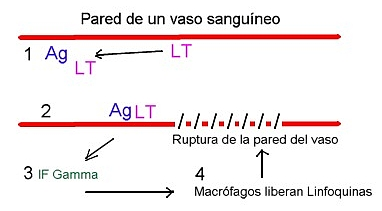 Pared de un vaso sanguíneo
1 Ag LT LT
2 Ag LT
Ruptura de la pared del vaso
3 IF Gamma
4
Macrófagos liberan Linfoquinas